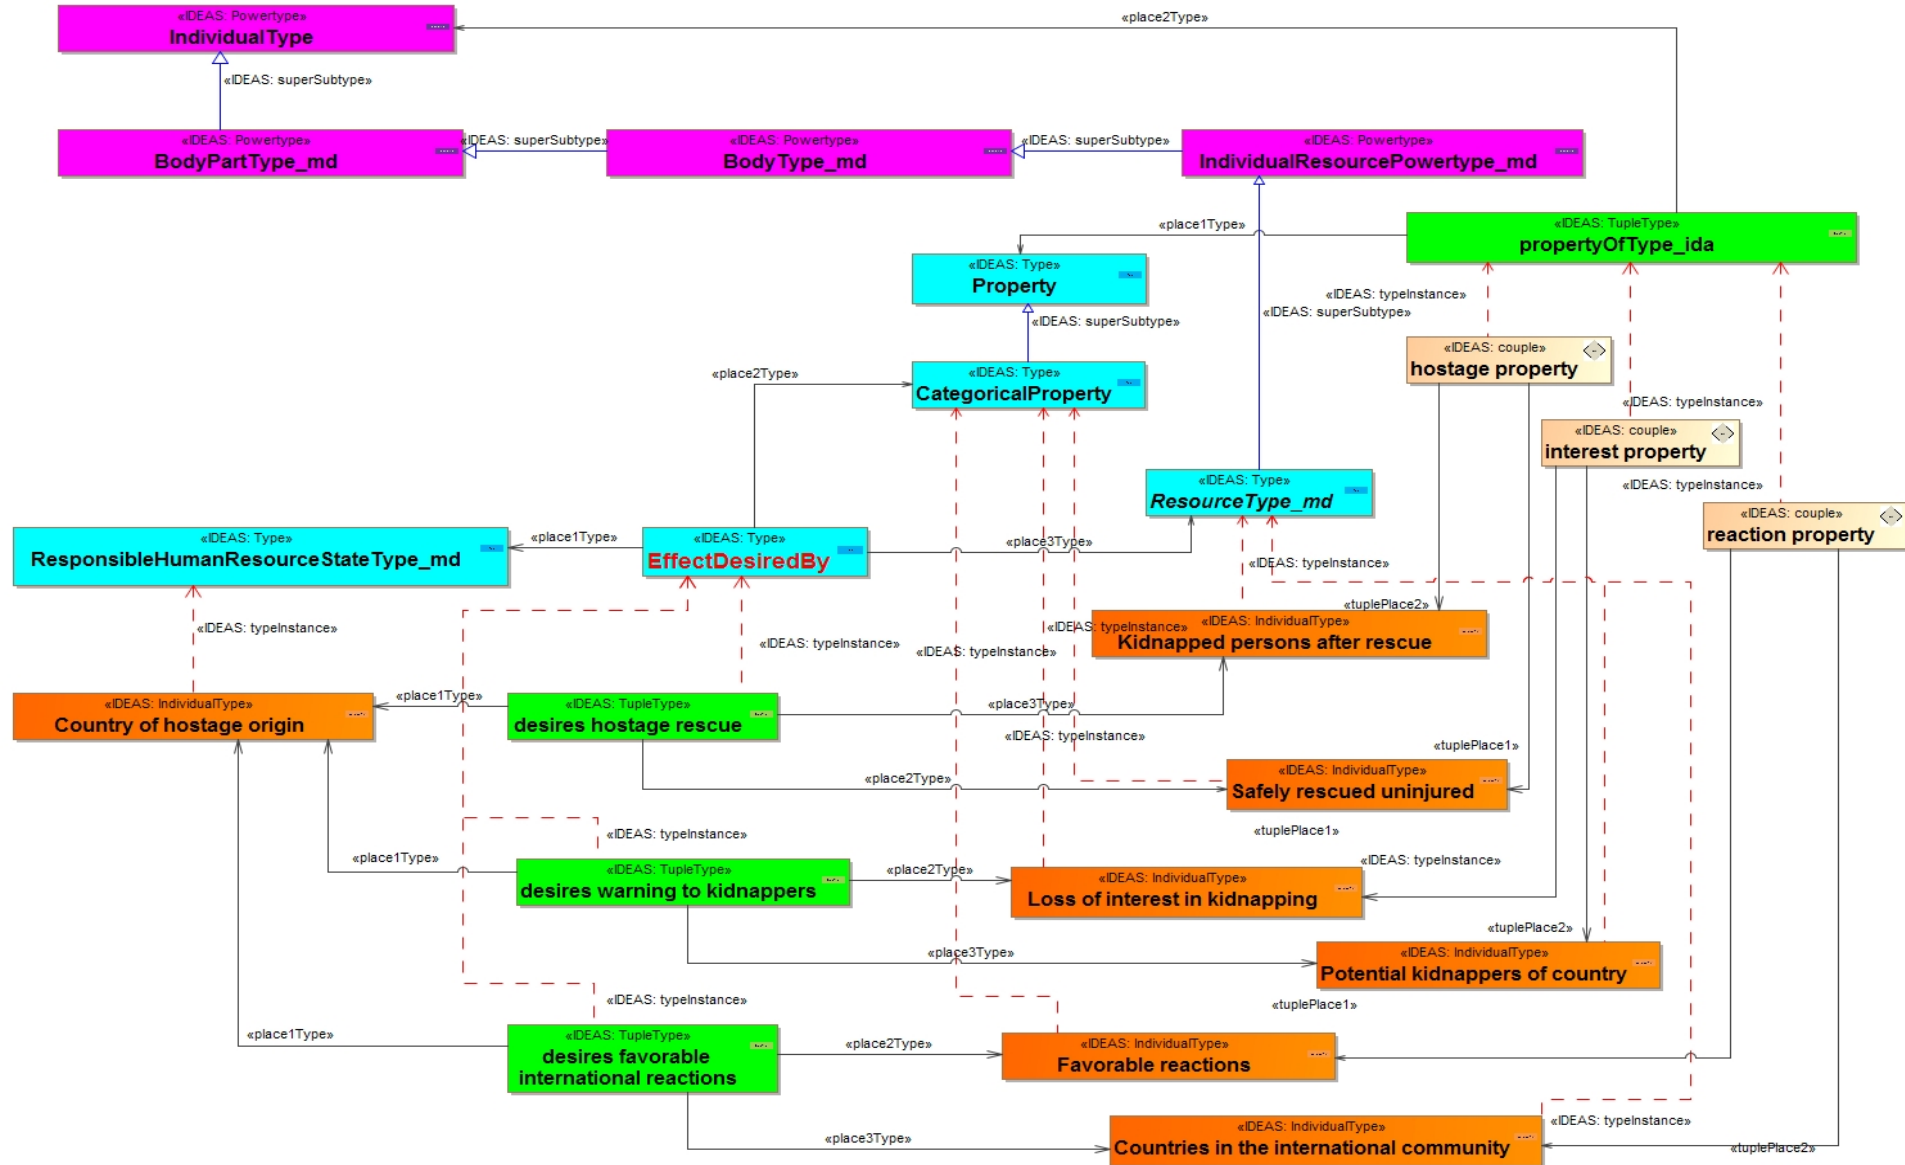 «IDEAS: Powertype»
IndividualType
«place2Type»
«IDEAS: superSubtype»
«IDEAS: Powertype»
BodyPartType_md
«IDEAS: superSubtype»
«IDEAS: Powertype»
BodyType_md
«IDEAS: superSubtype»
«IDEAS: Powertype»
IndividualResourcePowertype_md
«place1Type»
«IDEAS: TupleType»
propertyOfType_ida
«IDEAS: Type»
Property
«IDEAS: typeInstance»
«IDEAS: superSubtype»
«IDEAS: superSubtype»
«IDEAS: couple»
hostage property
«place2Type»
«IDEAS: Type»
CategoricalProperty
«IDEAS: typeInstance»
«IDEAS: couple»
interest property
«IDEAS: Type»
ResourceType_md
«IDEAS: typeInstance»
«IDEAS: couple»
reaction property
«IDEAS: Type»
ResponsibleHumanResourceStateType_md
«place1Type»
«IDEAS: Type»
EffectDesiredBy
«place3Type»
«IDEAS: typeInstance»
«tuplePlace2»
«IDEAS: typeInstance»
«IDEAS: typeInstance»
«IDEAS: IndividualType»
Kidnapped persons after rescue
«IDEAS: typeInstance»
«IDEAS: typeInstance»
«IDEAS: IndividualType»
Country of hostage origin
«place1Type»
«IDEAS: TupleType»
desires hostage rescue
«place3Type»
«IDEAS: typeInstance»
«tuplePlace1»
«place2Type»
«IDEAS: IndividualType»
Safely rescued uninjured
«IDEAS: typeInstance»
«tuplePlace1»
«place1Type»
«IDEAS: TupleType»
desires warning to kidnappers
«place2Type»
«IDEAS: IndividualType»
Loss of interest in kidnapping
«IDEAS: typeInstance»
«tuplePlace2»
«place3Type»
«IDEAS: IndividualType»
Potential kidnappers of country
«IDEAS: typeInstance»
«tuplePlace1»
«place1Type»
«IDEAS: TupleType»
desires favorable
international reactions
«place2Type»
«IDEAS: IndividualType»
Favorable reactions
«place3Type»
«IDEAS: IndividualType»
Countries in the international community
«IDEAS: typeInstance»
«tuplePlace2»